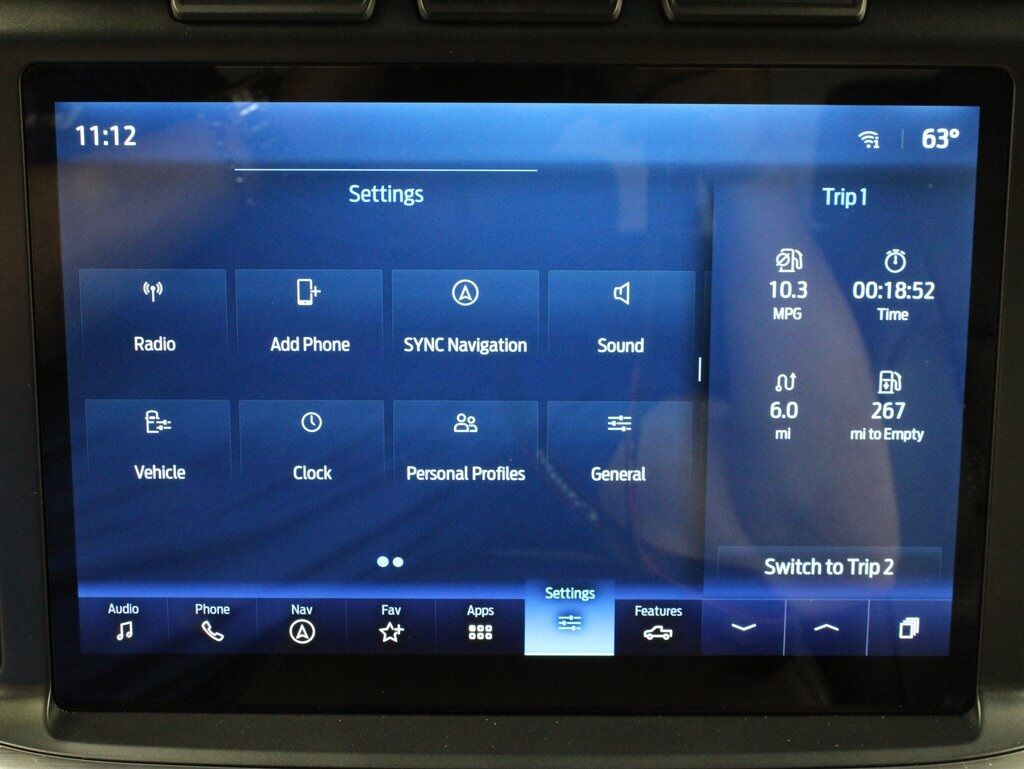 11:12
63°
Settings
Trip 1
10.3
00:18:52
MPG
Time
Radio
Add Phone
SYNC Navigation
Sound
6.0
267
mi
mi to Empty
Vehicle
Clock
Personal Profiles
General
Switch to Trip 2
Audio
Phone
Nav
Fav
Apps
Settings
Features